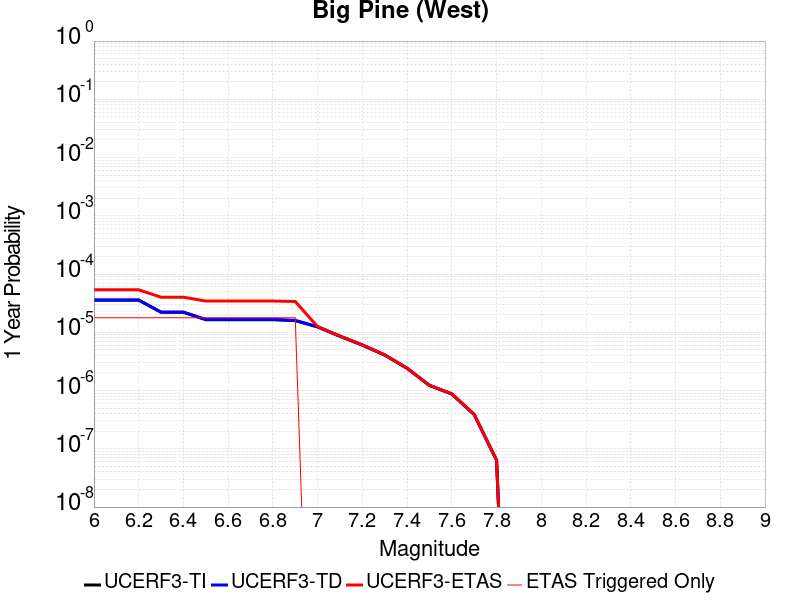 Big Pine (West)
10^0
10^-1
10^-2
10^-3
10^-4
10^-5
10^-6
10^-7
10^-8
1 Year Probability
6 6.2 6.4 6.6 6.8 7 7.2 7.4 7.6 7.8 8 8.2 8.4 8.6 8.8 9
Magnitude
UCERF3-TI UCERF3-TD UCERF3-ETAS ETAS Triggered Only